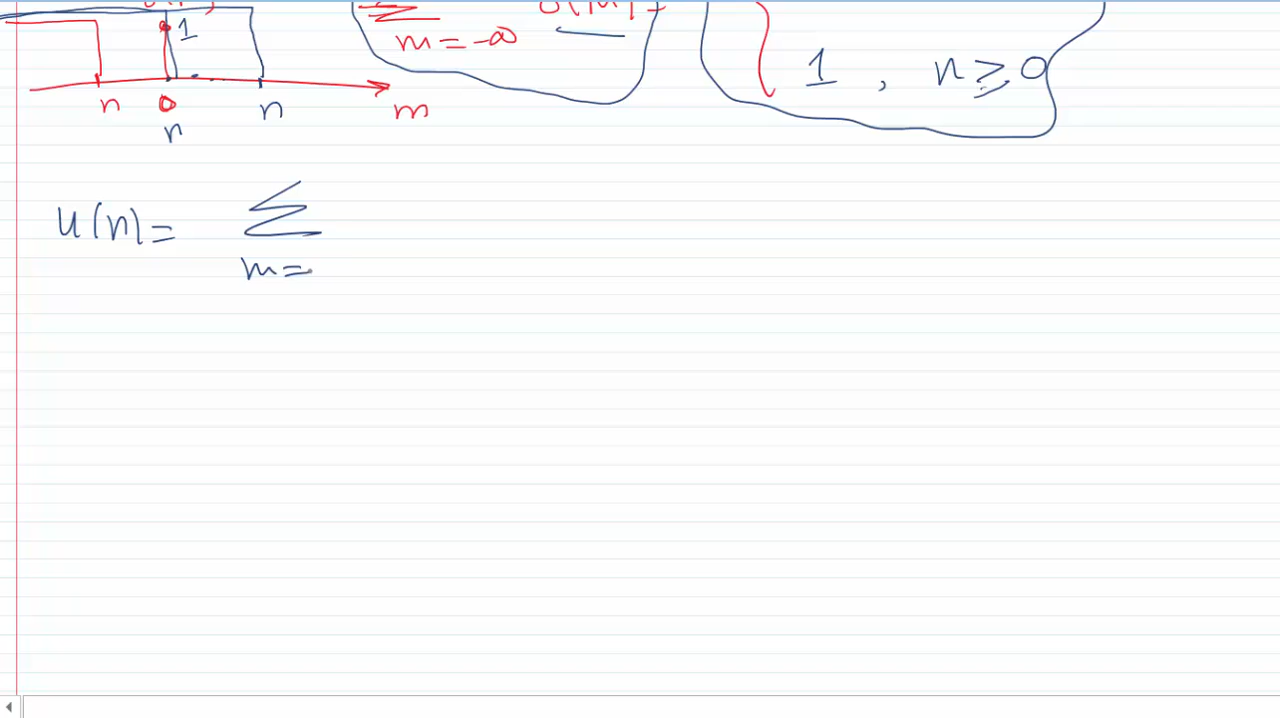 m = -∞
1
1 , n ≥ 0
n 0 n m
n
u(n) = Σ
m =